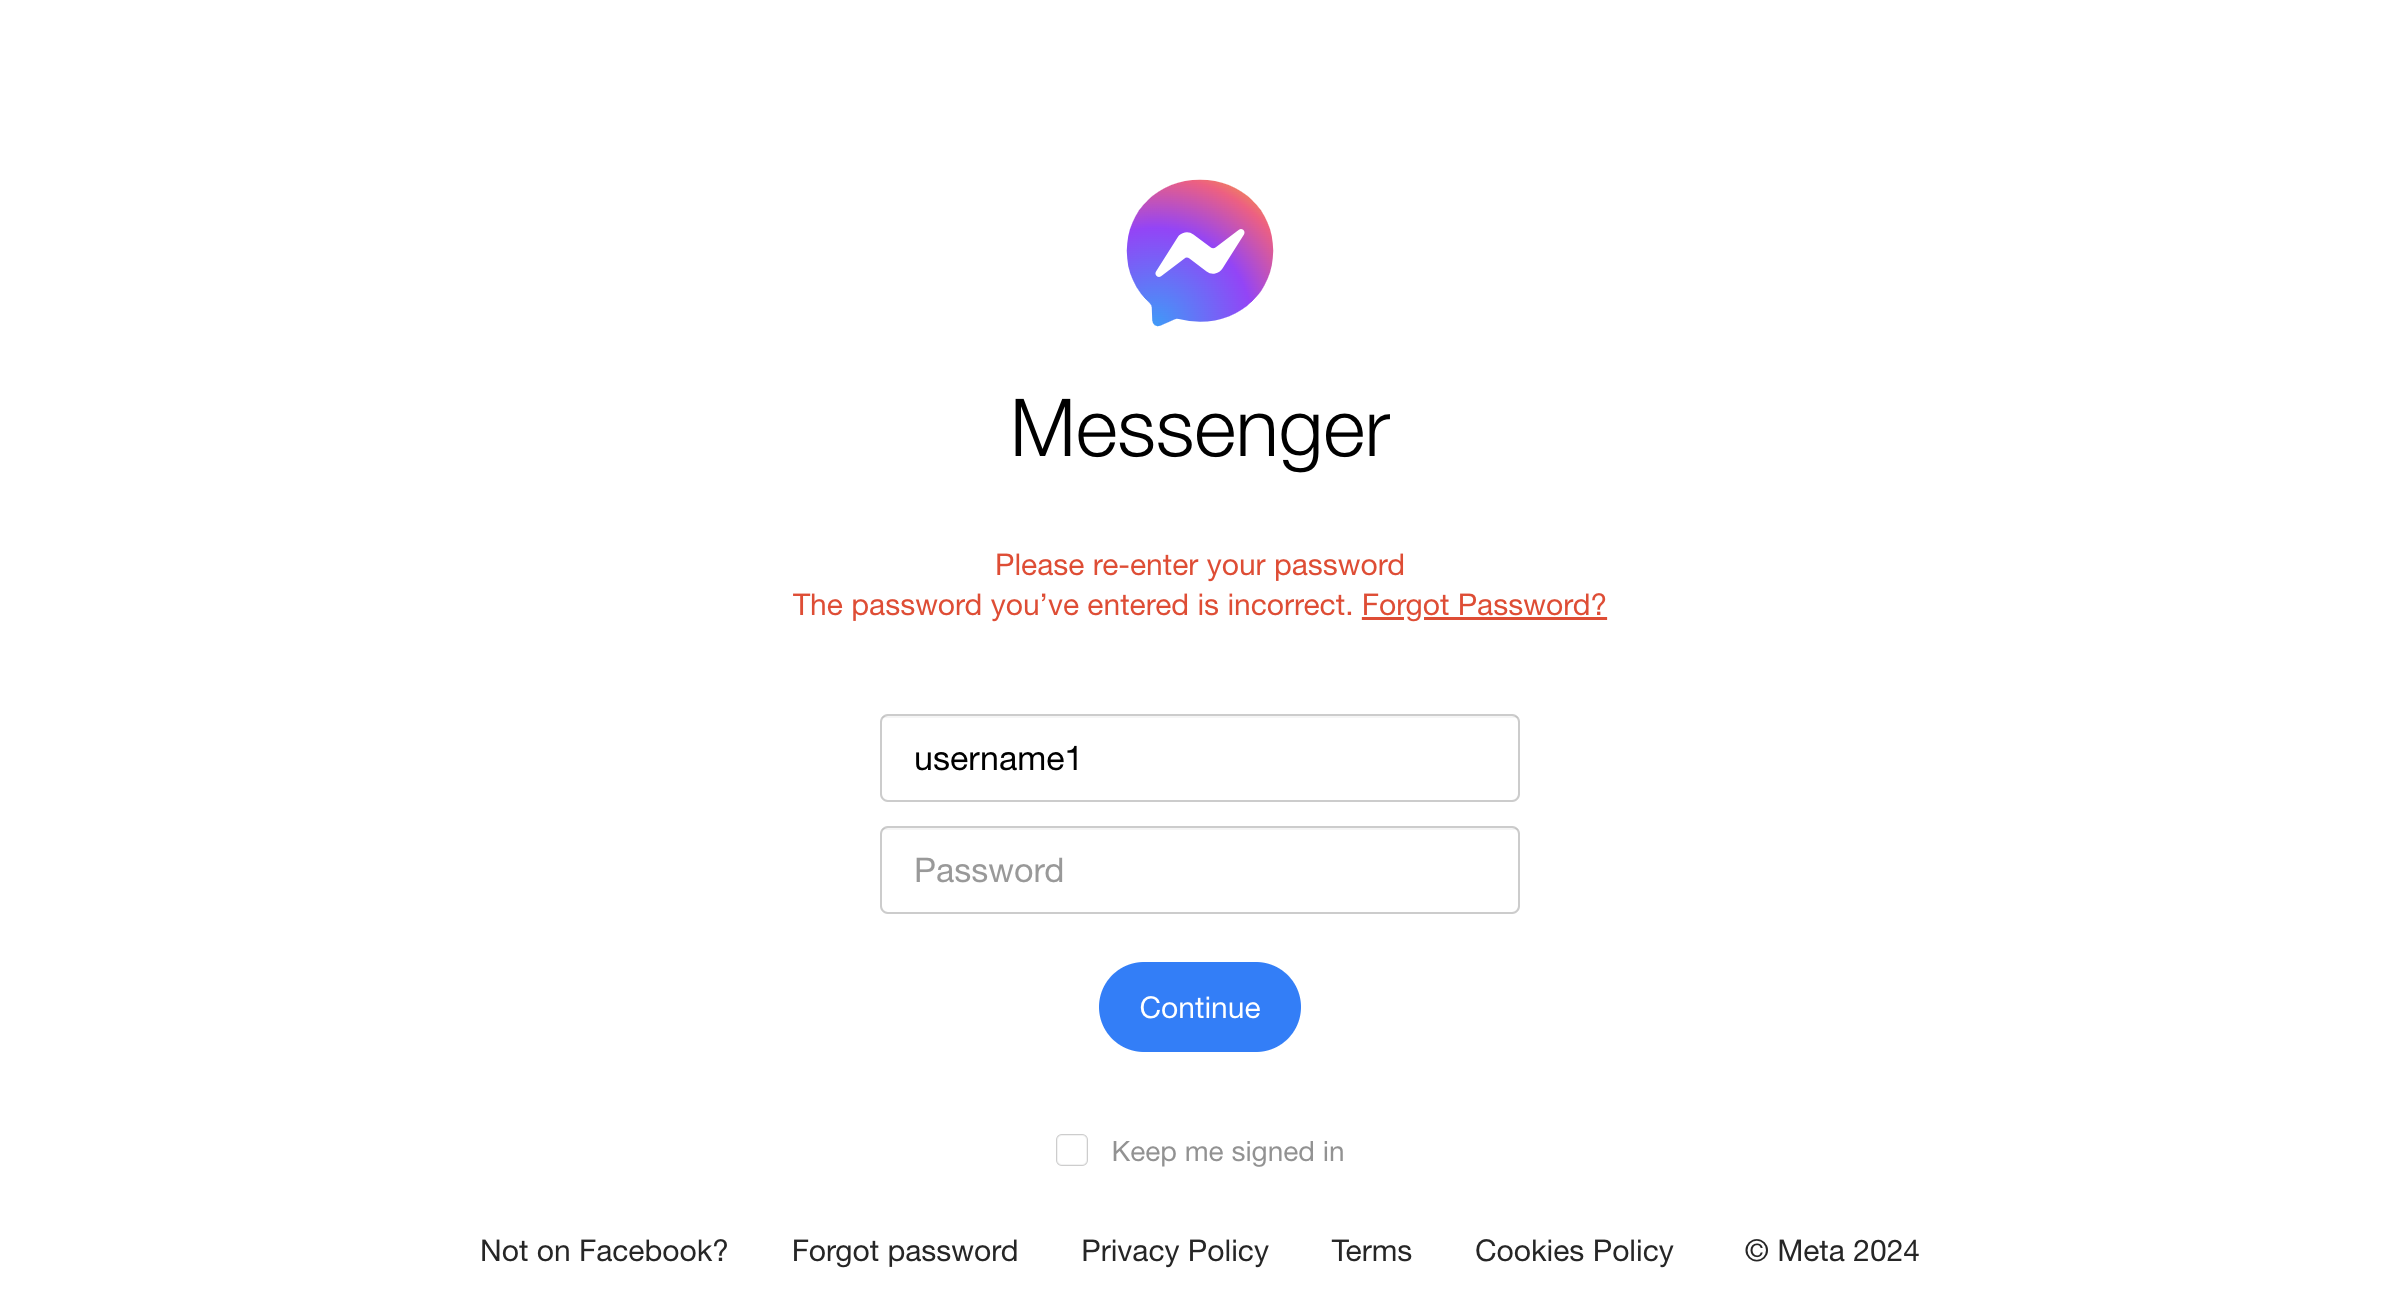 Messenger
Please re-enter your password
The password you’ve entered is incorrect. Forgot Password?
username1
Password
Continue
Keep me signed in
Not on Facebook? Forgot password Privacy Policy Terms Cookies Policy © Meta 2024